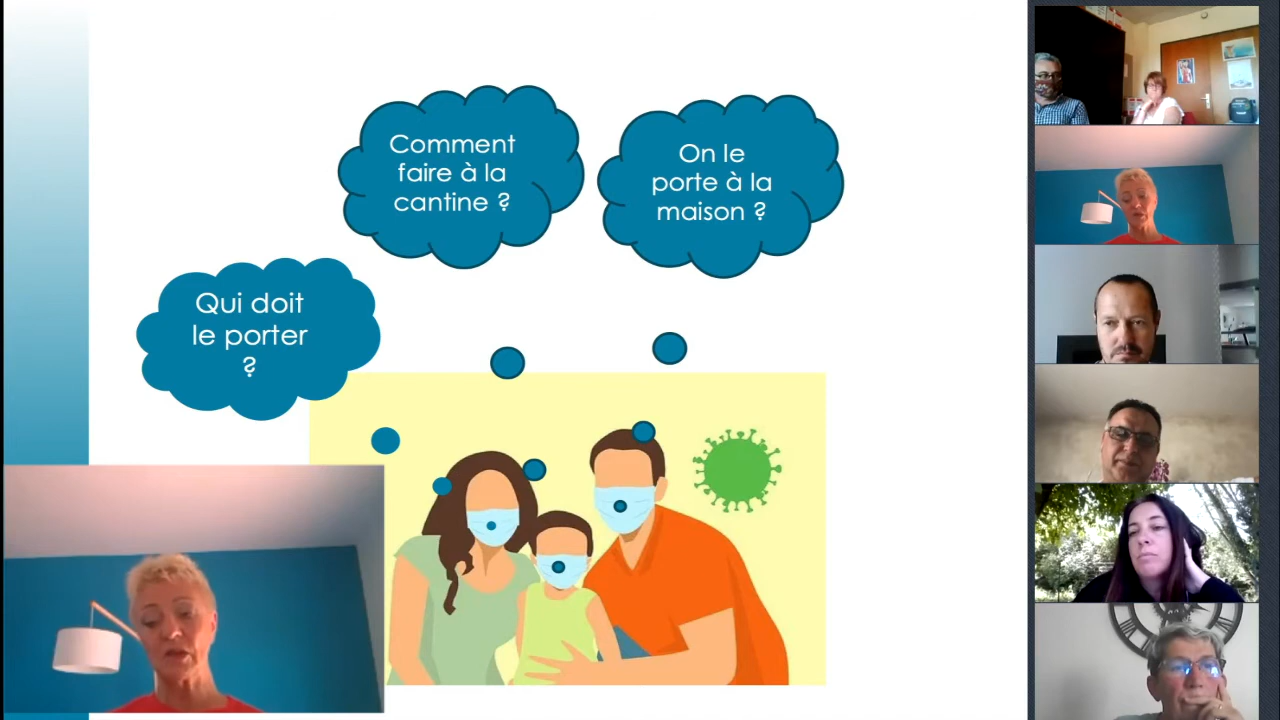 Comment
faire à la
cantine ?
On le
porte à la
maison ?
Qui doit
le porter
?